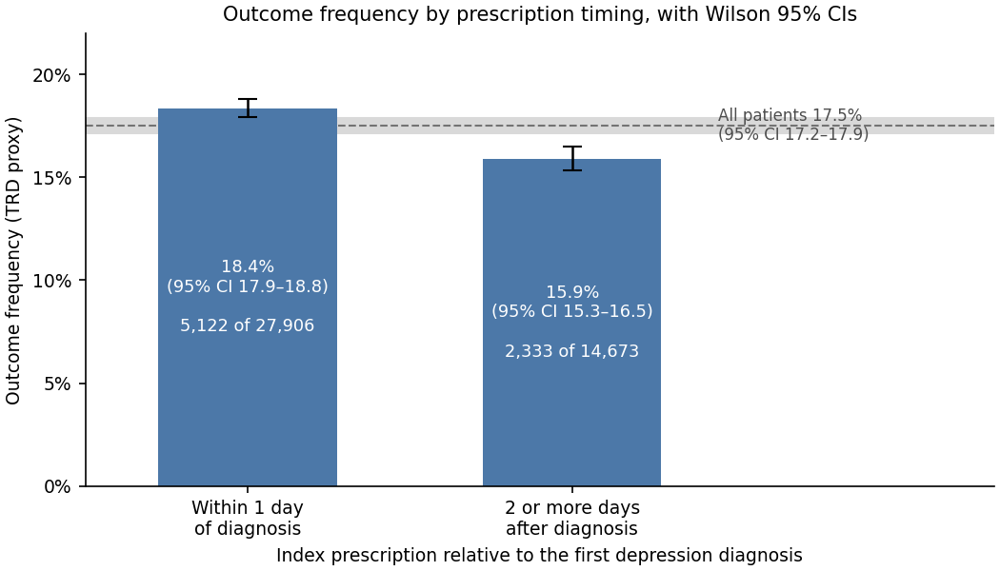 Outcome frequency by prescription timing, with Wilson 95% CIs
Outcome frequency (TRD proxy)
20%
15%
10%
5%
0%
All patients 17.5%
(95% CI 17.2–17.9)
18.4%
(95% CI 17.9–18.8)
5,122 of 27,906
15.9%
(95% CI 15.3–16.5)
2,333 of 14,673
Within 1 day
of diagnosis
2 or more days
after diagnosis
Index prescription relative to the first depression diagnosis